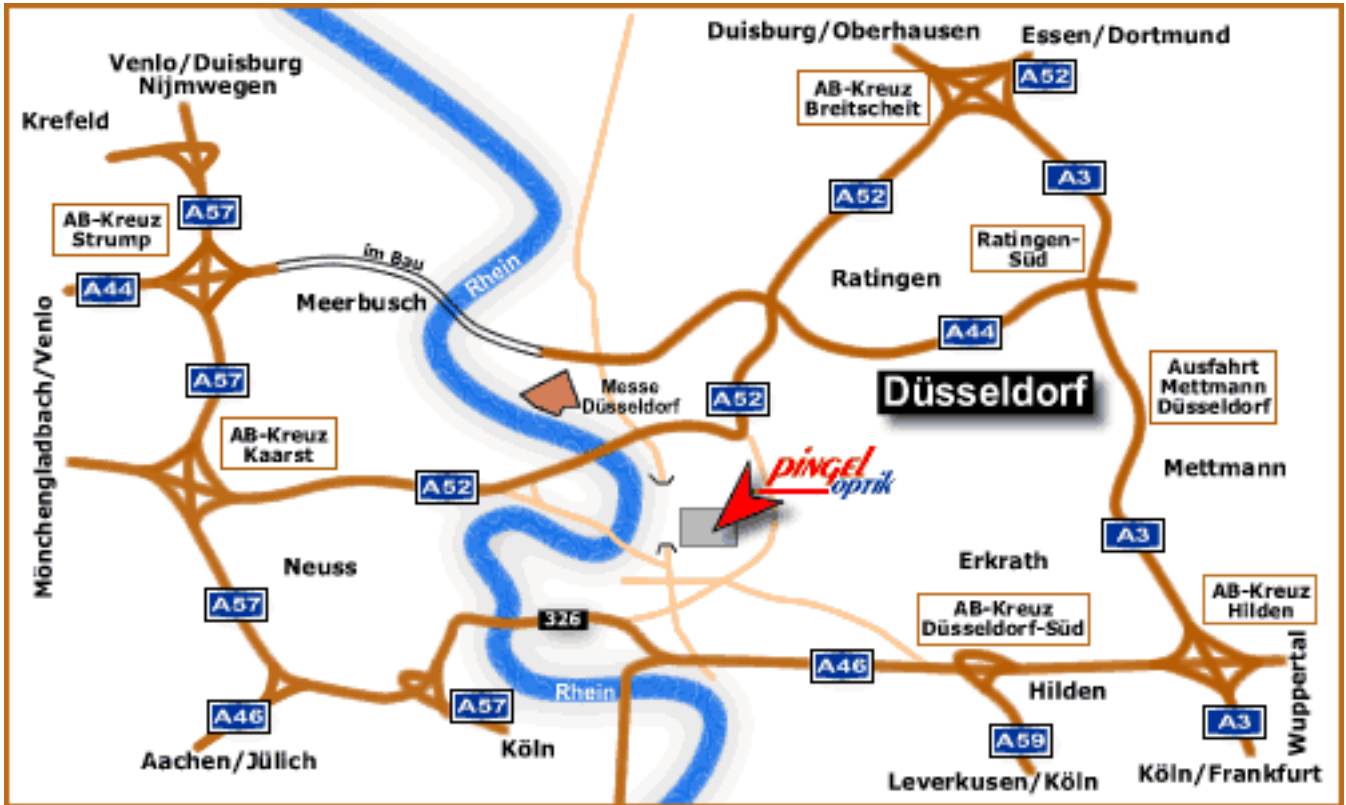 Duisburg/Oberhausen
Essen/Dortmund
Venlo/Duisburg
Nijmwegen
A52
AB-Kreuz
Breitscheit
Krefeld
A3
A52
A57
AB-Kreuz
Strump
Ratingen-
Süd
im Bau
Rhein
Ratingen
A44
Meerbusch
A44
Mönchengladbach/Venlo
A57
Messe
Düsseldorf
A52
Düsseldorf
Ausfahrt
Mettmann
Düsseldorf
AB-Kreuz
Kaarst
Mettmann
PiNGEL
optik
A52
A3
Neuss
Erkrath
A57
326
AB-Kreuz
Düsseldorf-Süd
AB-Kreuz
Hilden
A46
Wuppertal
Rhein
Hilden
A57
A46
A3
Köln
A59
Aachen/Jülich
Leverkusen/Köln
Köln/Frankfurt